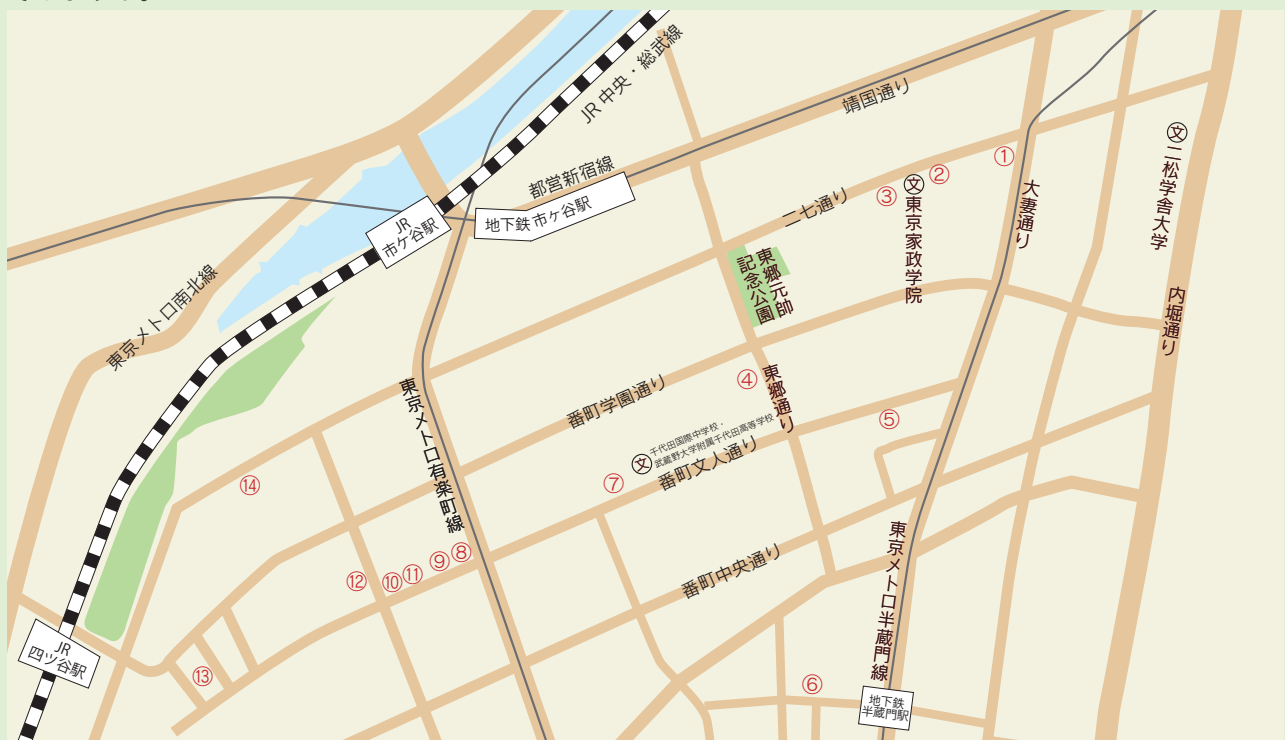 JR 中央・総武線
靖国通り
都営新宿線
地下鉄 市ケ谷駅
JR
市ケ谷駅
二七通り
①
②
③
文
東京家政学院
大妻通り
文
二松学舎大学
内堀通り
東京メトロ南北線
東郷元帥
記念公園
番町学園通り
④
東郷通り
⑤
東京メトロ有楽町線
文
千代田国際中学校・
武蔵野大学附属千代田高等学校
番町文人通り
⑦
⑭
⑧
⑨
⑪
⑩
⑫
番町中央通り
東京メトロ半蔵門線
JR
四ツ谷駅
⑬
⑥
地下鉄
半蔵門駅